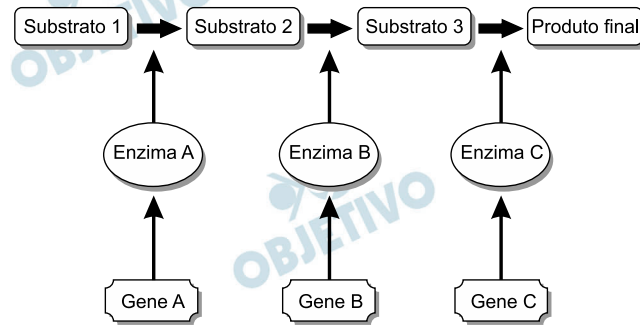 Substrato 1 Substrato 2 Substrato 3 Produto final
Enzima A Enzima B Enzima C
Gene A Gene B Gene C
OBJETIVO
OBJETIVO